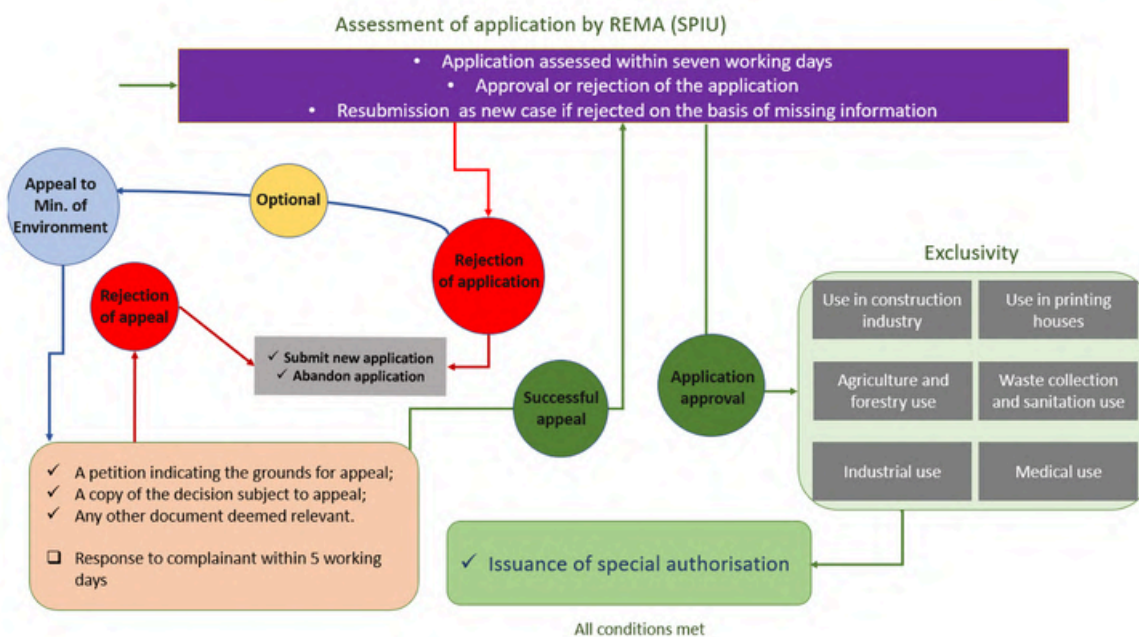 Assessment of application by REMA (SPIU)
• Application assessed within seven working days
• Approval or rejection of the application
• Resubmission as new case if rejected on the basis of missing information
Appeal to
Min. of
Environment
Optional
Rejection
of application
Rejection
of appeal
✓ Submit new application
✓ Abandon application
Successful
appeal
Application
approval
Exclusivity
Use in construction
industry
Use in printing
houses
Agriculture and
forestry use
Waste collection
and sanitation use
Industrial use
Medical use
✓ A petition indicating the grounds for appeal;
✓ A copy of the decision subject to appeal;
✓ Any other document deemed relevant.
❑ Response to complainant within 5 working
days
✓ Issuance of special authorisation
All conditions met